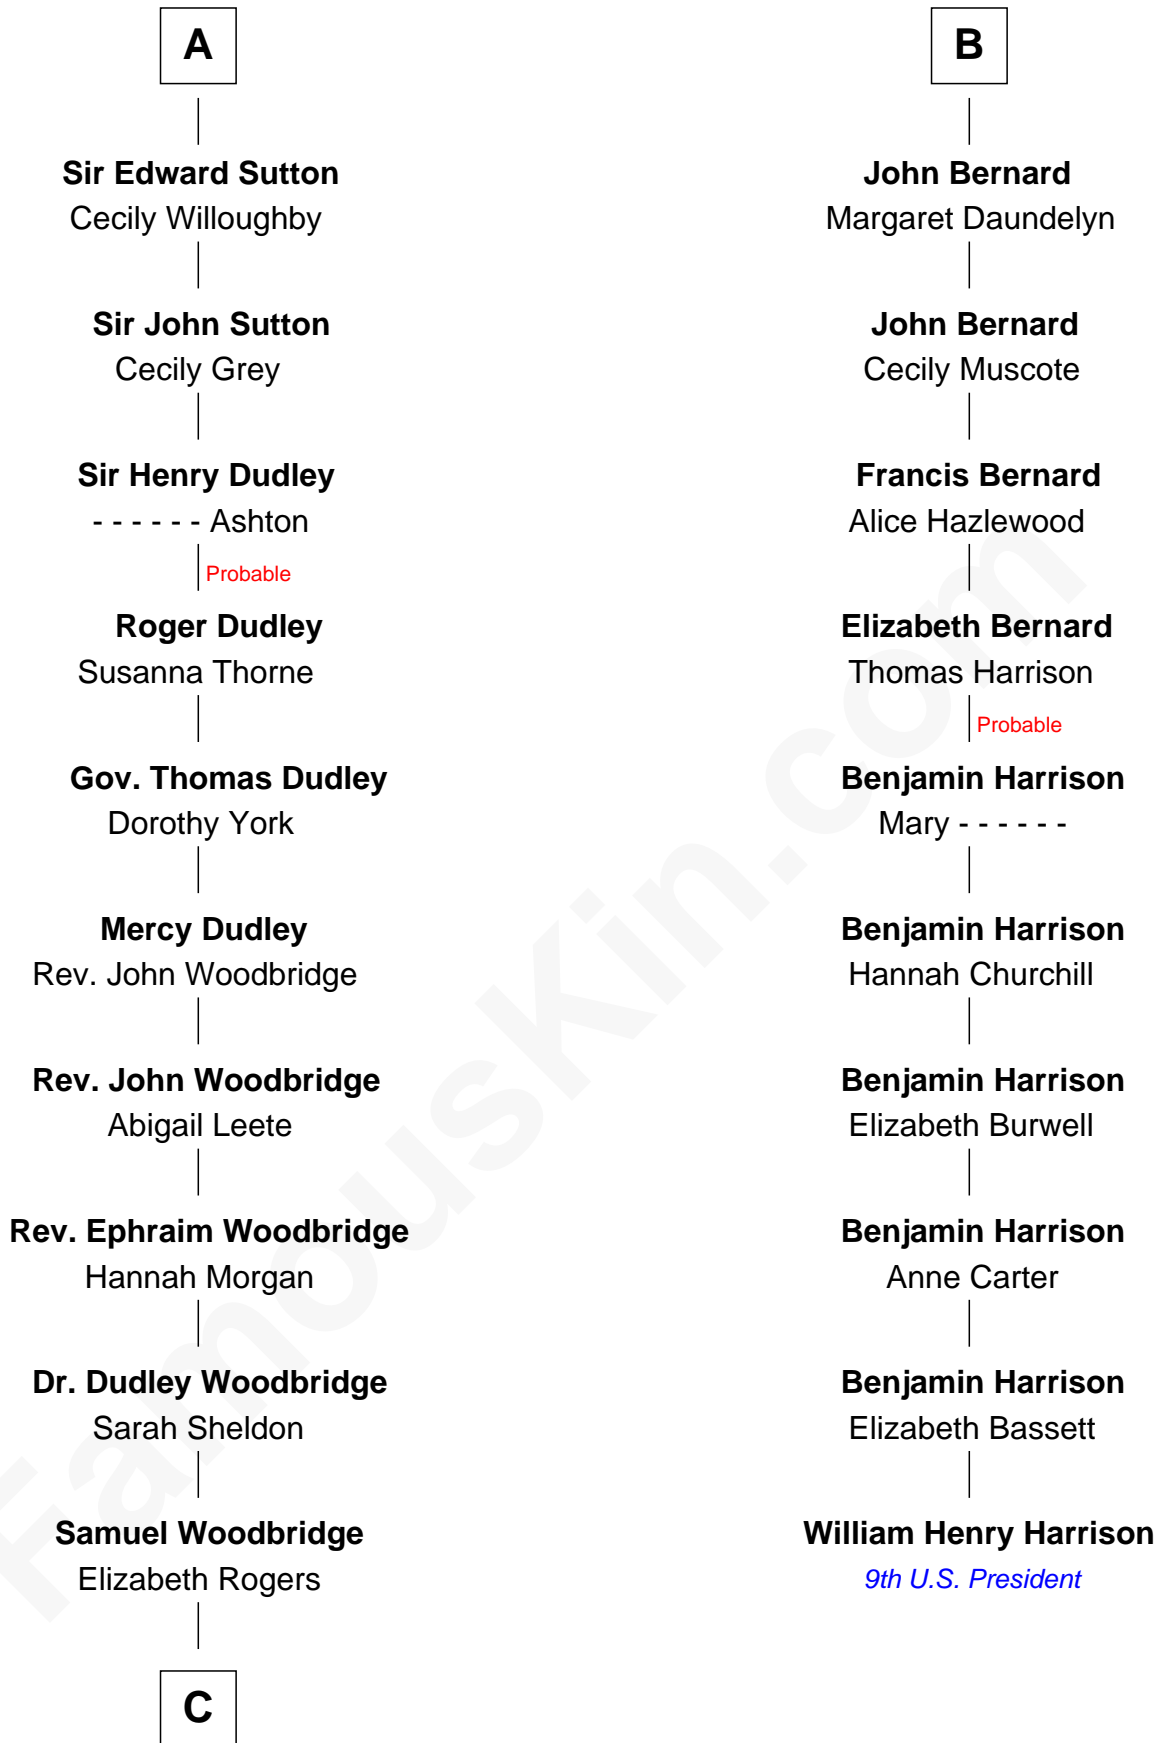 A
Sir Edward Sutton
Cecily Willoughby
Sir John Sutton
Cecily Grey
Sir Henry Dudley
- - - - - - Ashton
Probable
Roger Dudley
Susanna Thorne
Gov. Thomas Dudley
Dorothy York
Mercy Dudley
Rev. John Woodbridge
Rev. John Woodbridge
Abigail Leete
Rev. Ephraim Woodbridge
Hannah Morgan
Dr. Dudley Woodbridge
Sarah Sheldon
Samuel Woodbridge
Elizabeth Rogers
C
B
John Bernard
Margaret Daundelyn
John Bernard
Cecily Muscote
Francis Bernard
Alice Hazlewood
Elizabeth Bernard
Thomas Harrison
Probable
Benjamin Harrison
Mary - - - - - -
Benjamin Harrison
Hannah Churchill
Benjamin Harrison
Elizabeth Burwell
Benjamin Harrison
Anne Carter
Benjamin Harrison
Elizabeth Bassett
William Henry Harrison
9th U.S. President
FamousKin.com